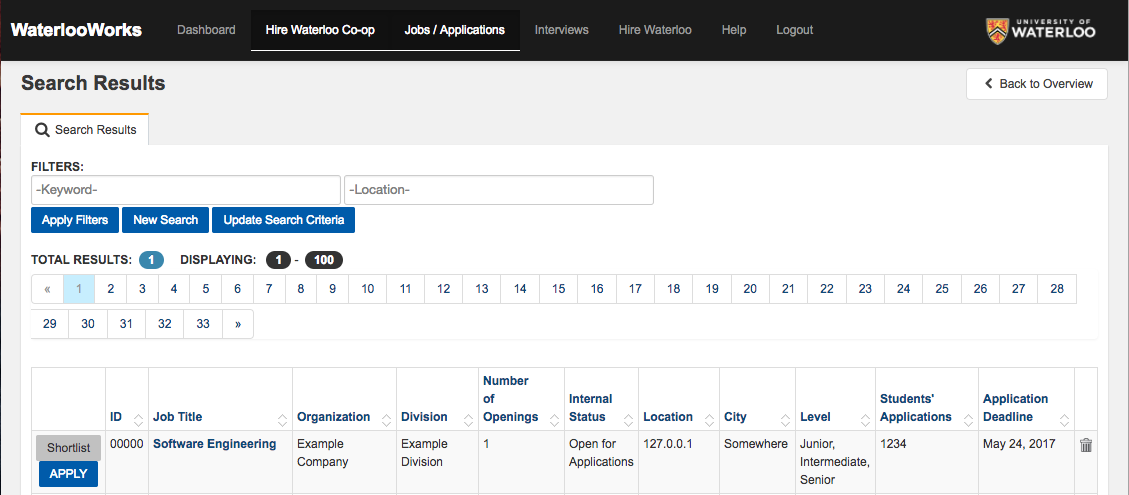 WaterlooWorks Dashboard Hire Waterloo Co-op Jobs / Applications Interviews Hire Waterloo Help Logout UNIVERSITY OF WATERLOO
Search Results
Back to Overview
Search Results
FILTERS:
-Keyword- -Location-
Apply Filters New Search Update Search Criteria
TOTAL RESULTS: 1 DISPLAYING: 1 - 100
« 1 2 3 4 5 6 7 8 9 10 11 12 13 14 15 16 17 18 19 20 21 22 23 24 25 26 27 28
29 30 31 32 33 »
ID
Job Title
Organization
Division
Number
of
Openings
Internal
Status
Location
City
Level
Students'
Applications
Application
Deadline
Shortlist
APPLY
00000
Software Engineering
Example
Company
Example
Division
1
Open for
Applications
127.0.0.1
Somewhere
Junior,
Intermediate,
Senior
1234
May 24, 2017